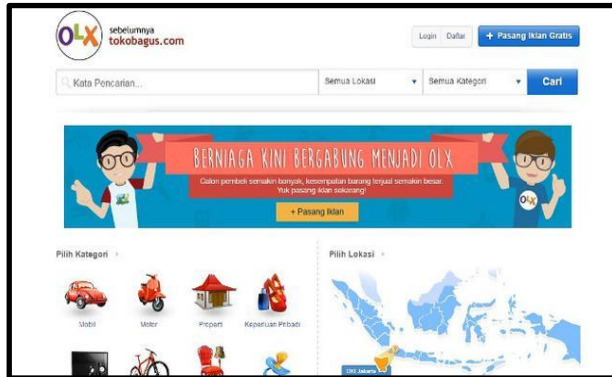 OLX
sebelumnya
tokobagus.com
Login Daftar + Pasang Iklan Gratis
Kata Pencarian... Semua Lokasi Semua Kategori Cari
BERNIAGA KINI BERGABUNG MENJADI OLX
Calon pembeli semakin banyak, kesempatan barang terjual semakin besar.
Yuk pasang iklan sekarang!
+ Pasang Iklan
OLX
Pilih Kategori
Pilih Lokasi
Mobil Motor Properti Keperluan Pribadi
DKI Jakarta